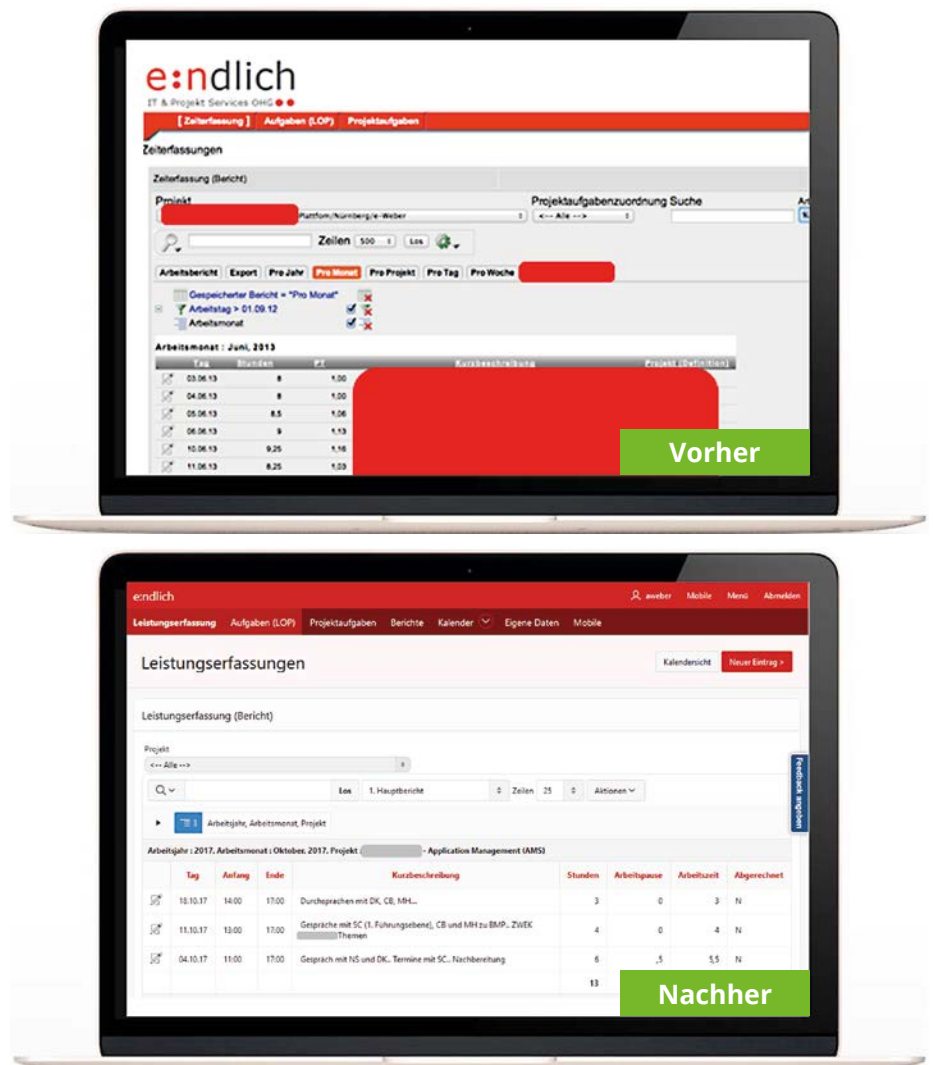 e:ndlich
IT & Projekt Services OHG
[ Zeiterfassung ] Aufgaben (LOP) Projektaufgaben
Zeiterfassungen
Zeiterfassung (Bericht)
Projekt Projektaufgabenzuordnung Suche
Plattfom/Nürnberg/e-Weber <-- Alle -->
Zeilen 500 Los
Arbeitsbericht Export Pro Jahr Pro Monat Pro Projekt Pro Tag Pro Woche
Gespeicherter Bericht = "Pro Monat"
Arbeitstag > 01.09.12
Arbeitsmonat
Arbeitsmonat : Juni, 2013
Tag Stunden PT Kurzbeschreibung Projekt (Definition)
03.06.13 8 1,00
04.06.13 8 1,00
05.06.13 8.5 1,06
06.06.13 9 1,13
10.06.13 9,25 1,16
11.06.13 8,25 1,03
Vorher
e:ndlich aweber Mobile Menü Abmelden
Leistungserfassung Aufgaben (LOP) Projektaufgaben Berichte Kalender Eigene Daten Mobile
Leistungserfassungen Kalendersicht Neuer Eintrag >
Leistungserfassung (Bericht)
Projekt
<-- Alle -->
Feedback angeben
Los 1. Hauptbericht Zeilen 25 Aktionen
Arbeitsjahr, Arbeitsmonat, Projekt
Arbeitsjahr : 2017, Arbeitsmonat : Oktober, 2017, Projekt : - Application Management (AMS)
Tag Anfang Ende Kurzbeschreibung Stunden Arbeitspause Arbeitszeit Abgerechnet
18.10.17 14:00 17:00 Durchsprachen mit DK, CB, MH... 3 0 3 N
11.10.17 13:00 17:00 Gespräche mit SC (1. Führungsebene), CB und MH zu BMP.. ZWEK 4 0 4 N
Themen
04.10.17 11:00 17:00 Gespräch mit NS und DK.. Termine mit SC.. Nachbereitung 6 ,5 5,5 N
13
Nachher